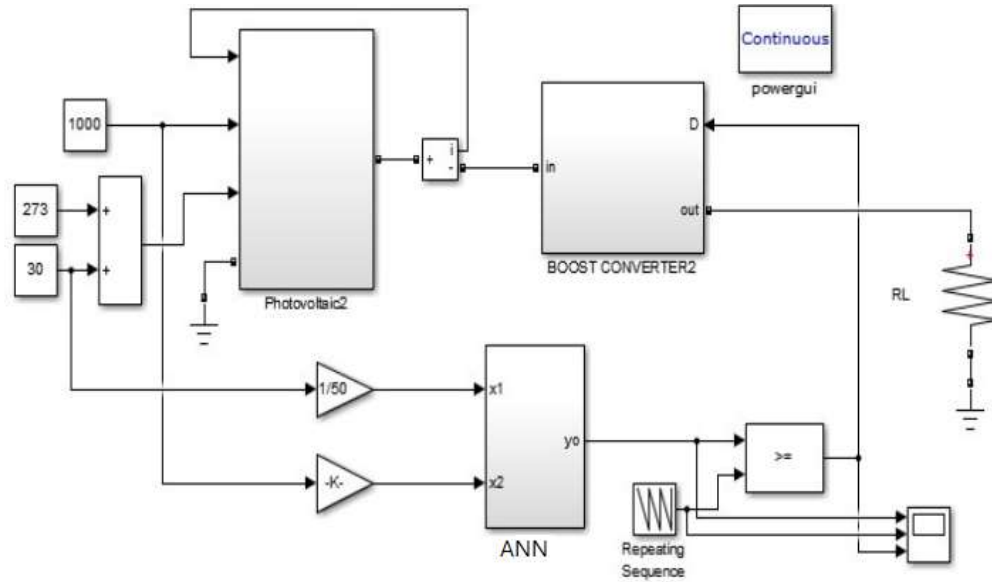 Continuous
powergui
1000
273
30
+
+
Photovoltaic2
+
i
-
D
in
out
BOOST CONVERTER2
+
RL
1/50
-K-
x1
x2
yo
ANN
>=
Repeating
Sequence